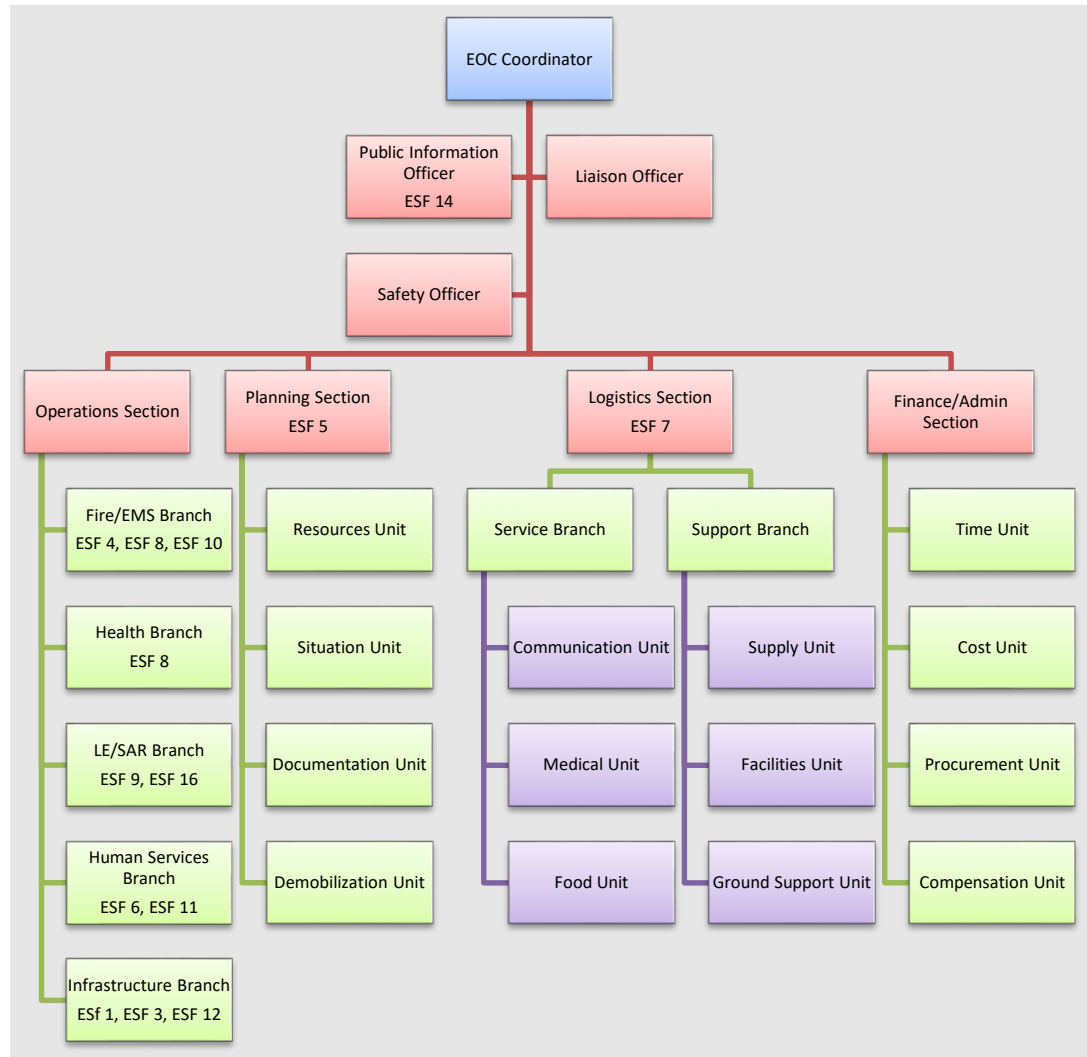 EOC Coordinator
Public Information
Officer
ESF 14
Liaison Officer
Safety Officer
Operations Section
Planning Section
ESF 5
Logistics Section
ESF 7
Finance/Admin
Section
Fire/EMS Branch
ESF 4, ESF 8, ESF 10
Health Branch
ESF 8
LE/SAR Branch
ESF 9, ESF 16
Human Services
Branch
ESF 6, ESF 11
Infrastructure Branch
ESf 1, ESF 3, ESF 12
Resources Unit
Situation Unit
Documentation Unit
Demobilization Unit
Service Branch
Communication Unit
Medical Unit
Food Unit
Support Branch
Supply Unit
Facilities Unit
Ground Support Unit
Time Unit
Cost Unit
Procurement Unit
Compensation Unit